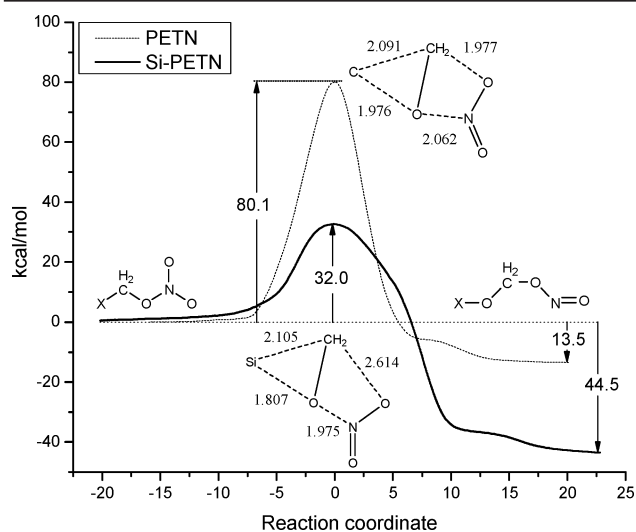 PETN
Si-PETN
kcal/mol
100
80
60
40
20
0
-20
-40
-20
-15
-10
-5
0
5
10
15
20
25
Reaction coordinate
2.091
CH2
1.977
C
O
1.976
O
N
2.062
O
80.1
32.0
H2
C
X
O
O
N
O
H2
C
O
X
O
N
O
13.5
44.5
2.105
CH2
Si
2.614
O
O
1.807
N
1.975
O